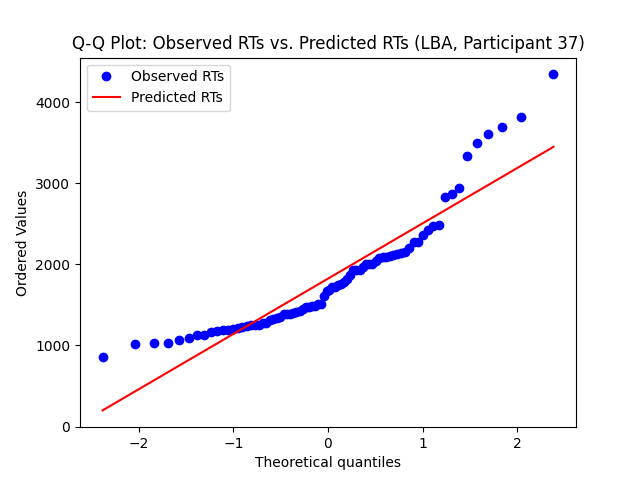 Q-Q Plot: Observed RTs vs. Predicted RTs (LBA, Participant 37)
Observed RTs
Predicted RTs
4000
3000
2000
1000
0
Ordered Values
−2
−1
0
1
2
Theoretical quantiles